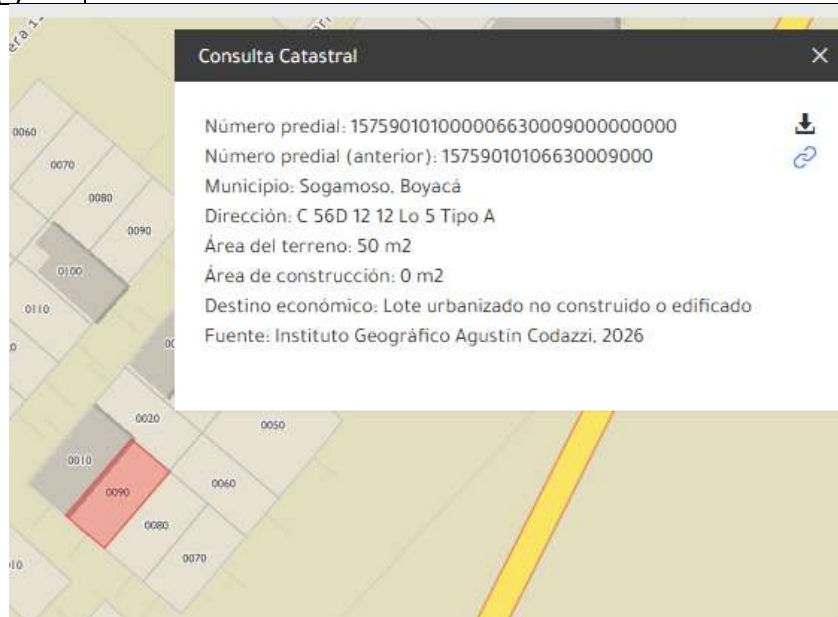 Consulta Catastral
Número predial: 157590101000006630009000000000
Número predial (anterior): 15759010106630009000
Municipio: Sogamoso, Boyacá
Dirección: C 56D 12 12 Lo 5 Tipo A
Área del terreno: 50 m2
Área de construcción: 0 m2
Destino económico: Lote urbanizado no construido o edificado
Fuente: Instituto Geográfico Agustín Codazzi, 2026
0060
0070
0080
0090
0100
0110
0020
0050
0010
0060
0090
0080
0070